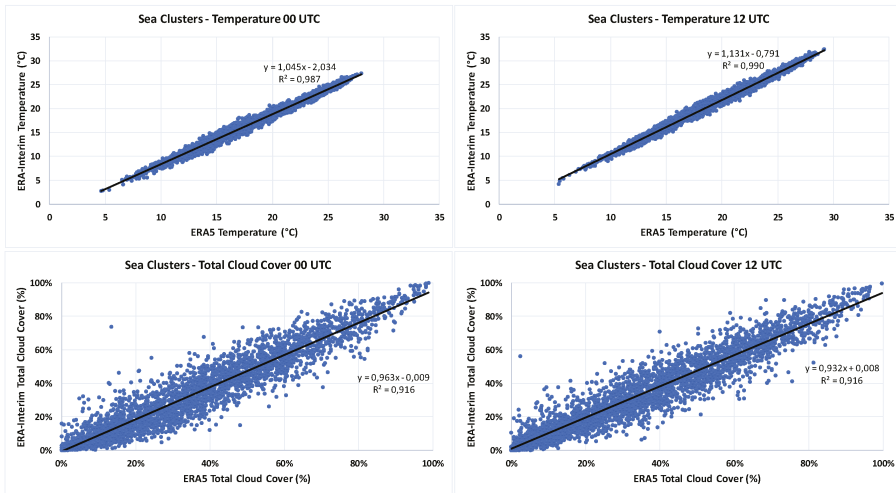 Sea Clusters - Temperature 00 UTC
ERA-Interim Temperature (°C)
35
30
25
20
15
10
5
0
y = 1,045x - 2,034
R² = 0,987
0 5 10 15 20 25 30 35
ERA5 Temperature (°C)
Sea Clusters - Temperature 12 UTC
ERA-Interim Temperature (°C)
35
30
25
20
15
10
5
0
y = 1,131x - 0,791
R² = 0,990
0 5 10 15 20 25 30 35
ERA5 Temperature (°C)
Sea Clusters - Total Cloud Cover 00 UTC
ERA-Interim Total Cloud Cover (%)
100%
80%
60%
40%
20%
0%
y = 0,963x - 0,009
R² = 0,916
0% 20% 40% 60% 80% 100%
ERA5 Total Cloud Cover (%)
Sea Clusters - Total Cloud Cover 12 UTC
ERA-Interim Total Cloud Cover (%)
100%
80%
60%
40%
20%
0%
y = 0,932x + 0,008
R² = 0,916
0% 20% 40% 60% 80% 100%
ERA5 Total Cloud Cover (%)